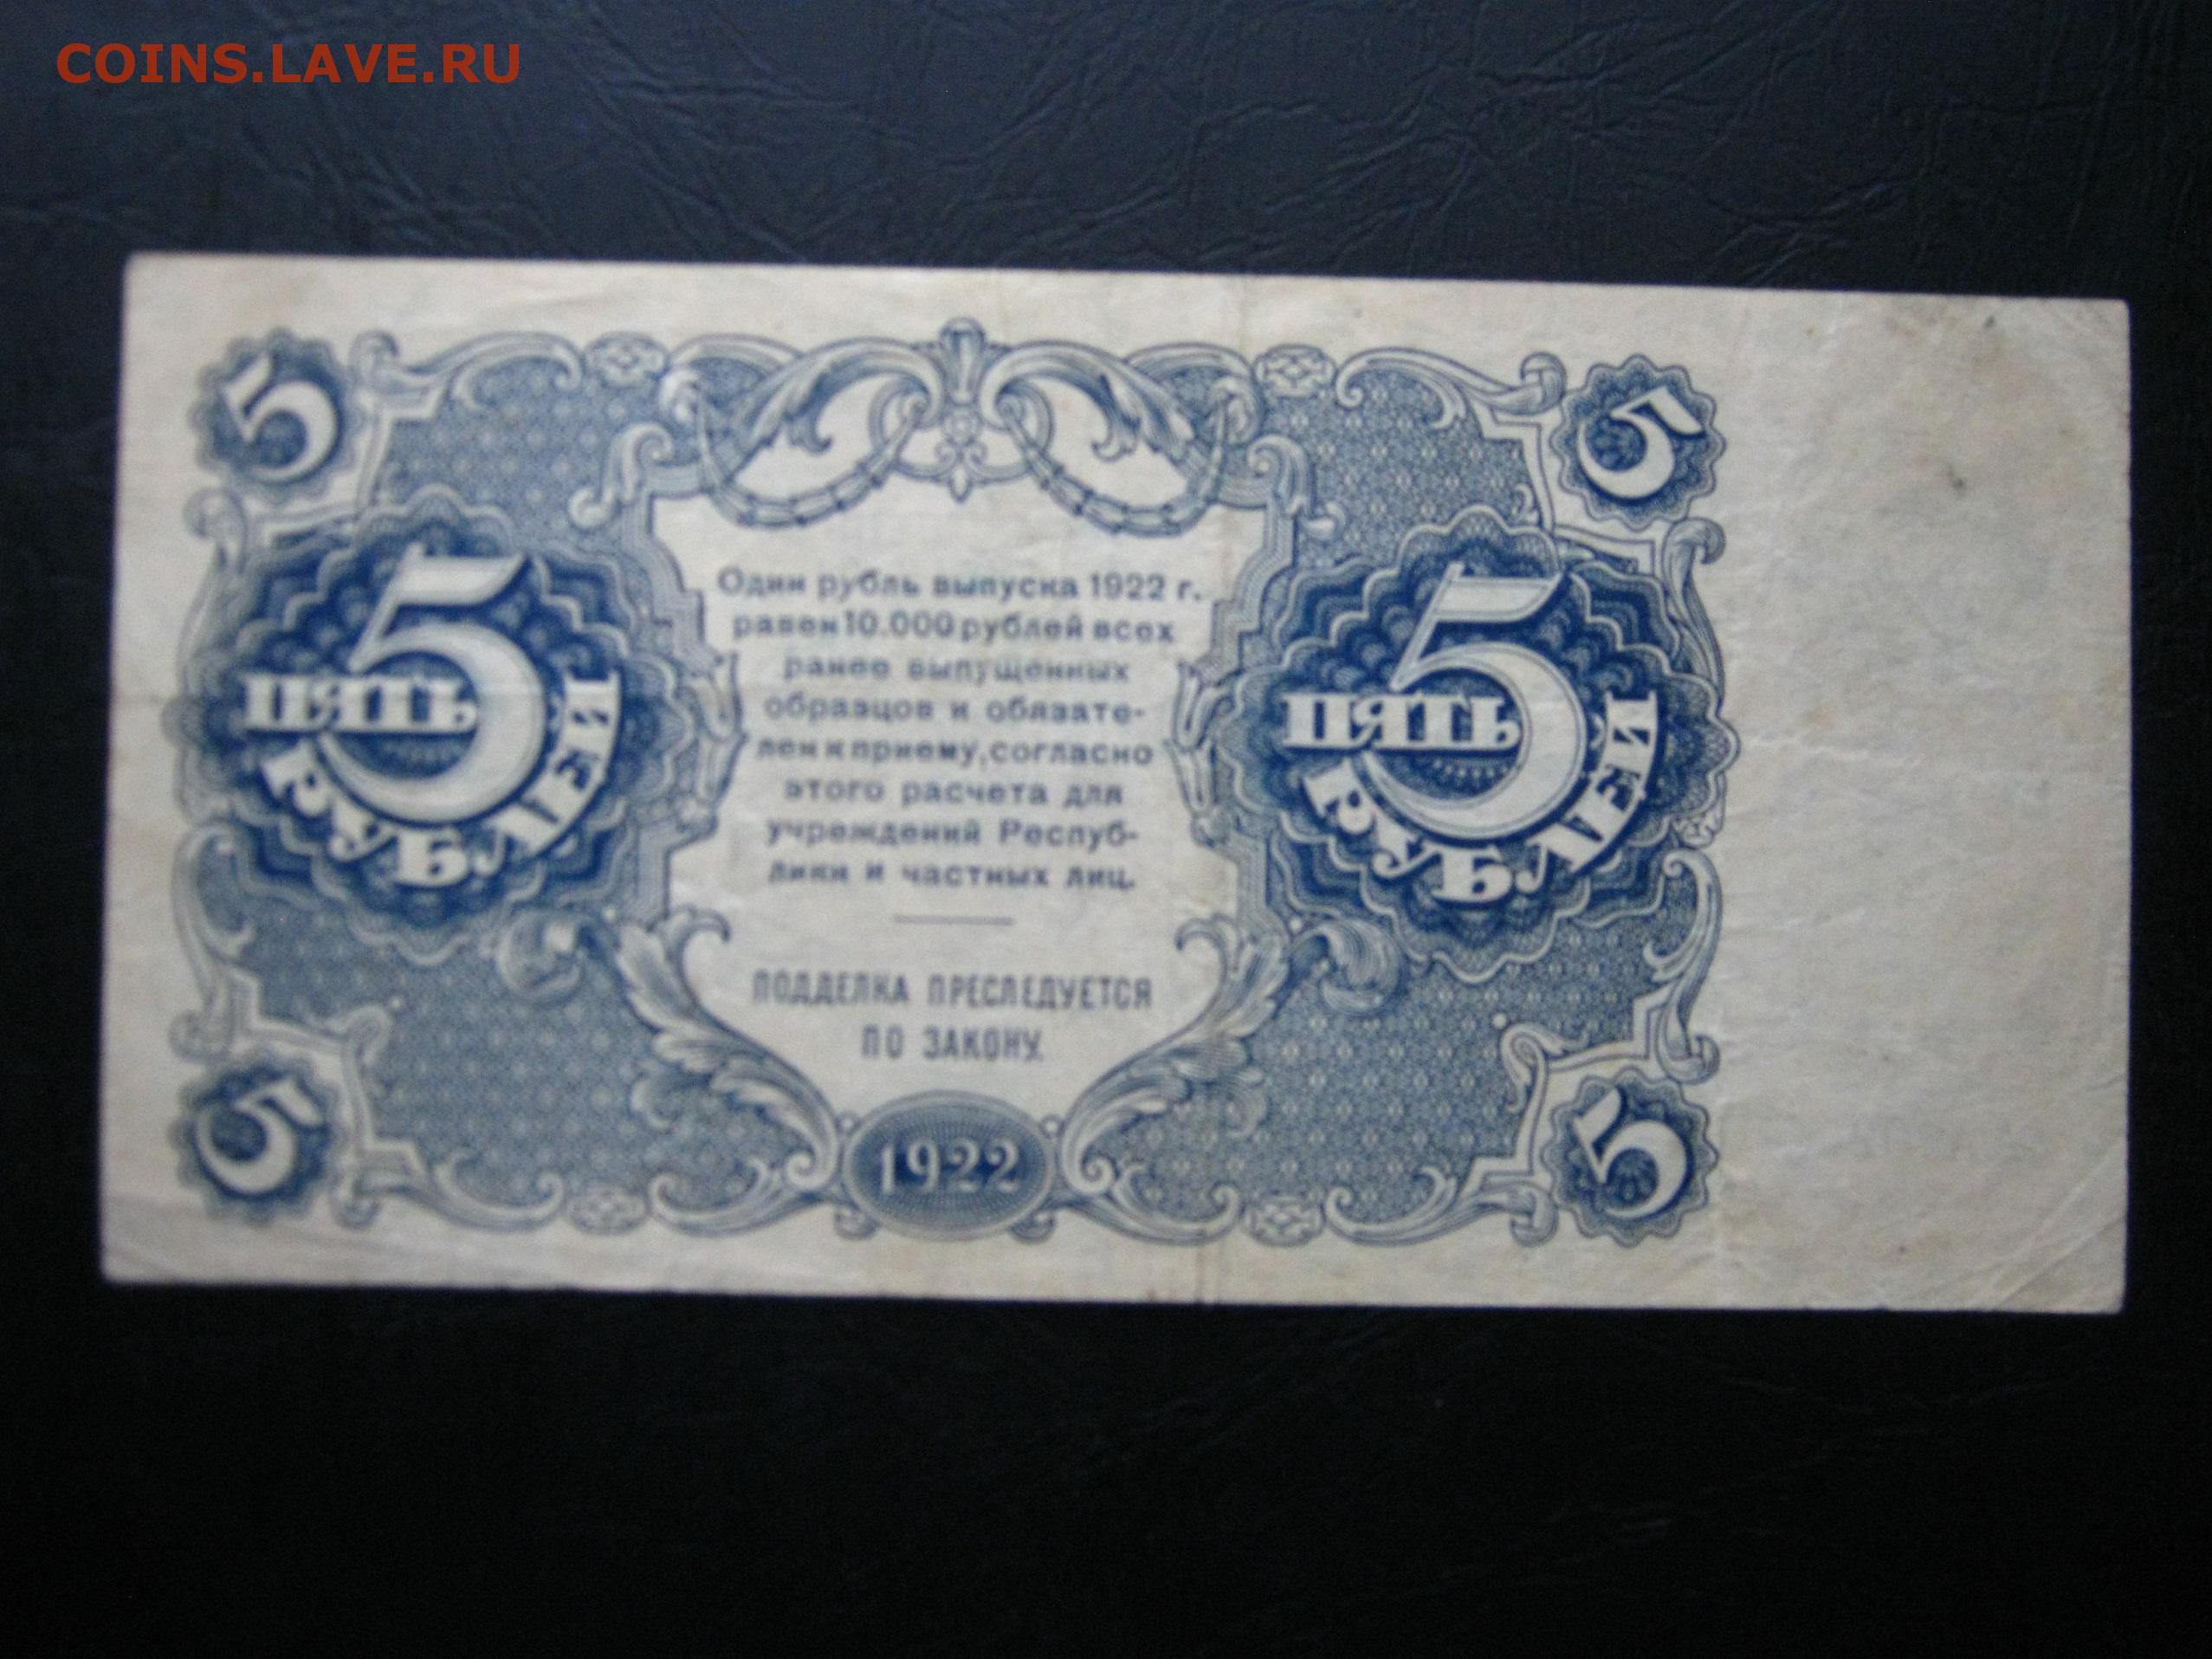 COINS.LAVE.RU
5
5
5
ПЯТЬ
РУБЛЕЙ
5
ПЯТЬ
РУБЛЕЙ
Один рубль выпуска 1922 г.
равен 10.000 рублей всех
ранее выпущенных
образцов и обязате-
лен к приему, согласно
этого расчета для
учреждений Респуб-
лики и частных лиц.
ПОДДЕЛКА ПРЕСЛЕДУЕТСЯ
ПО ЗАКОНУ.
5
1922
5